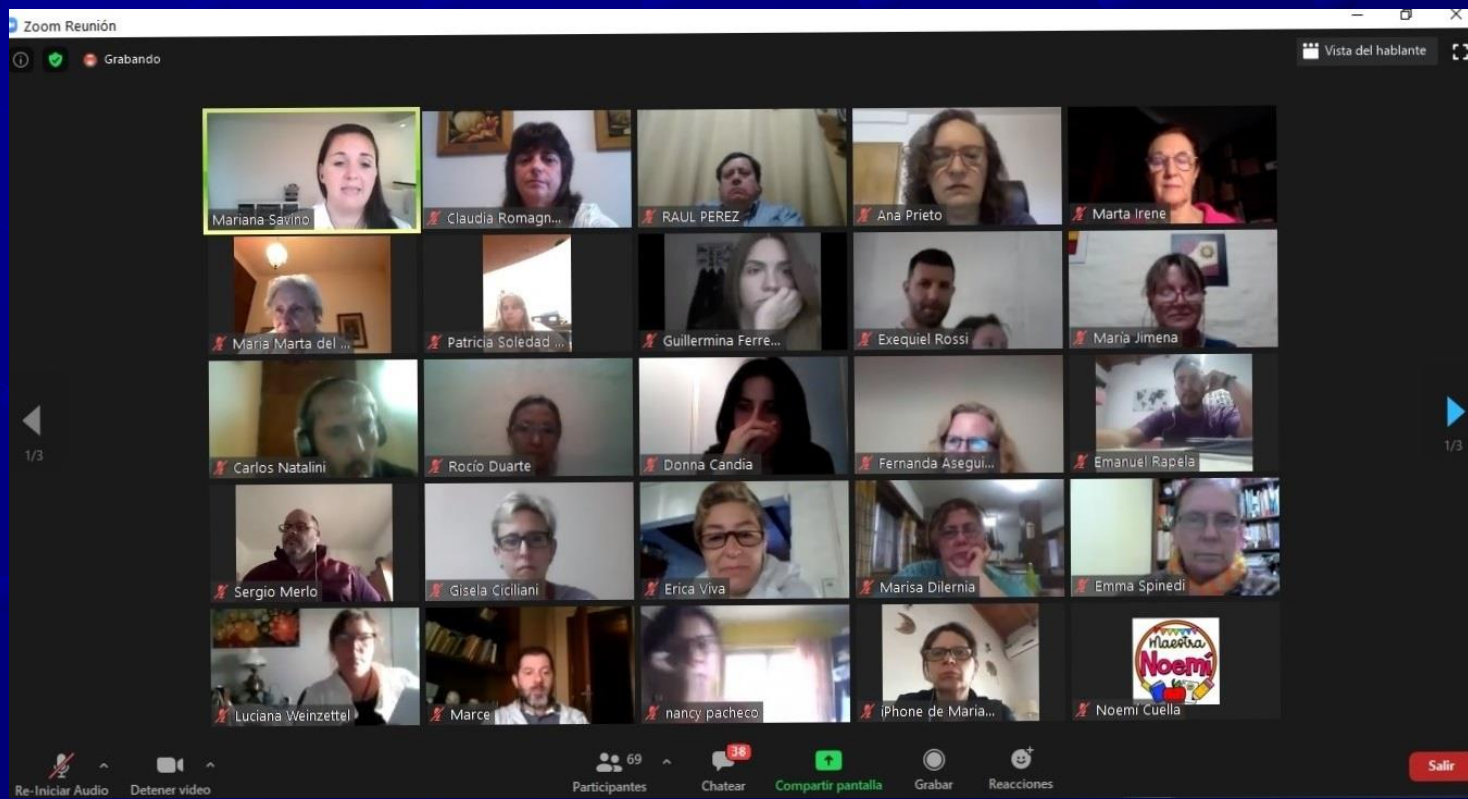 Zoom Reunión
Grabando
Vista del hablante
Mariana Savino
Claudia Romagn...
RAUL PEREZ
Ana Prieto
Marta Irene
Maria Marta del ...
Patricia Soledad ...
Guillermina Ferre...
Exequiel Rossi
María Jimena
Carlos Natalini
Rocío Duarte
Donna Candia
Fernanda Asegui...
Emanuel Rapela
1/3
1/3
Sergio Merlo
Gisela Ciciliani
Erica Viva
Marisa Dilernia
Emma Spinedi
Maestra
Noemí
Luciana Weinzettel
Marce
nancy pacheco
iPhone de Maria...
Noemi Cuella
Re-Iniciar Audio
Detener video
69
Participantes
38
Chatear
Compartir pantalla
Grabar
Reacciones
Salir